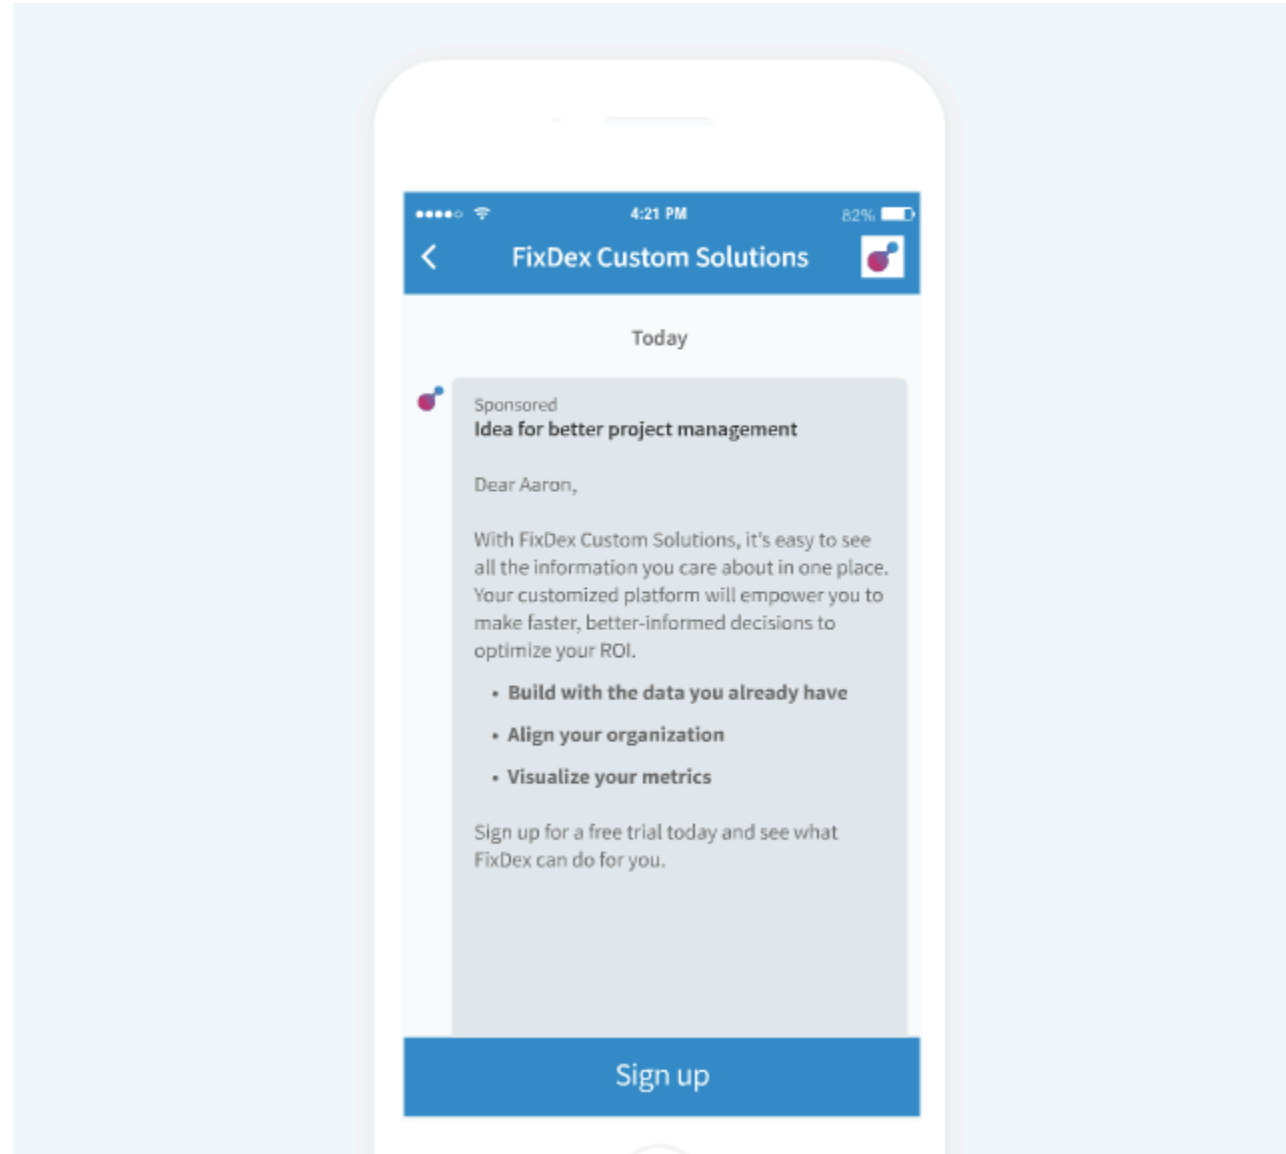 4:21 PM
82%
FixDex Custom Solutions
Today
Sponsored
Idea for better project management
Dear Aaron,
With FixDex Custom Solutions, it's easy to see
all the information you care about in one place.
Your customized platform will empower you to
make faster, better-informed decisions to
optimize your ROI.
• Build with the data you already have
• Align your organization
• Visualize your metrics
Sign up for a free trial today and see what
FixDex can do for you.
Sign up